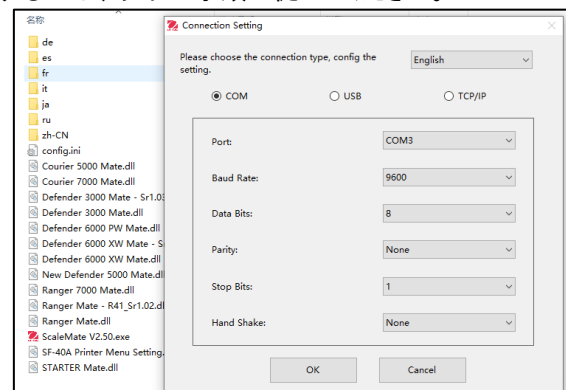 名称
de
es
fr
it
ja
ru
zh-CN
config.ini
Courier 5000 Mate.dll
Courier 7000 Mate.dll
Defender 3000 Mate - Sr1.03
Defender 3000 Mate.dll
Defender 6000 PW Mate.dll
Defender 6000 XW Mate - S
Defender 6000 XW Mate.dll
New Defender 5000 Mate.dl
Ranger 7000 Mate.dll
Ranger Mate - R41_Sr1.02.dl
Ranger Mate.dll
ScaleMate V2.50.exe
SF-40A Printer Menu Setting.
STARTER Mate.dll
Connection Setting
Please choose the connection type, config the
setting.
English
COM
USB
TCP/IP
Port:
COM3
Baud Rate:
9600
Data Bits:
8
Parity:
None
Stop Bits:
1
Hand Shake:
None
OK
Cancel